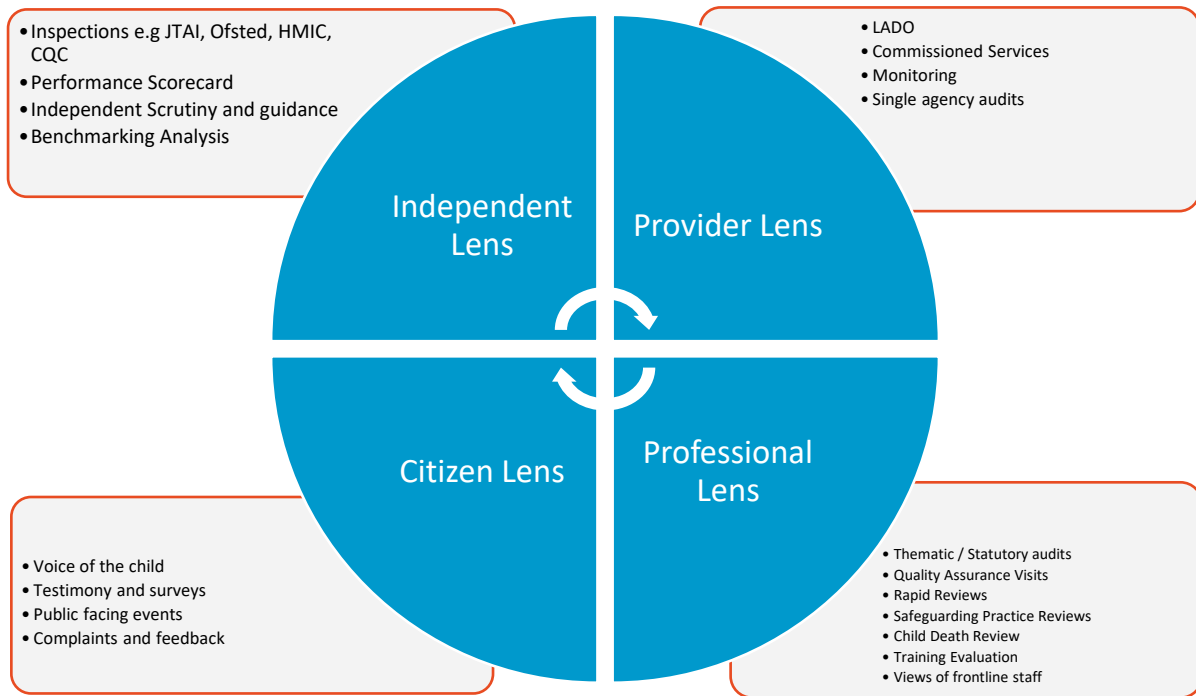 •Inspections e.g JTAI, Ofsted, HMIC,
CQC
•Performance Scorecard
•Independent Scrutiny and guidance
•Benchmarking Analysis
•LADO
•Commissioned Services
•Monitoring
•Single agency audits
Independent
Lens
Provider Lens
Citizen Lens
Professional
Lens
•Voice of the child
•Testimony and surveys
•Public facing events
•Complaints and feedback
• Thematic / Statutory audits
• Quality Assurance Visits
• Rapid Reviews
• Safeguarding Practice Reviews
• Child Death Review
• Training Evaluation
• Views of frontline staff